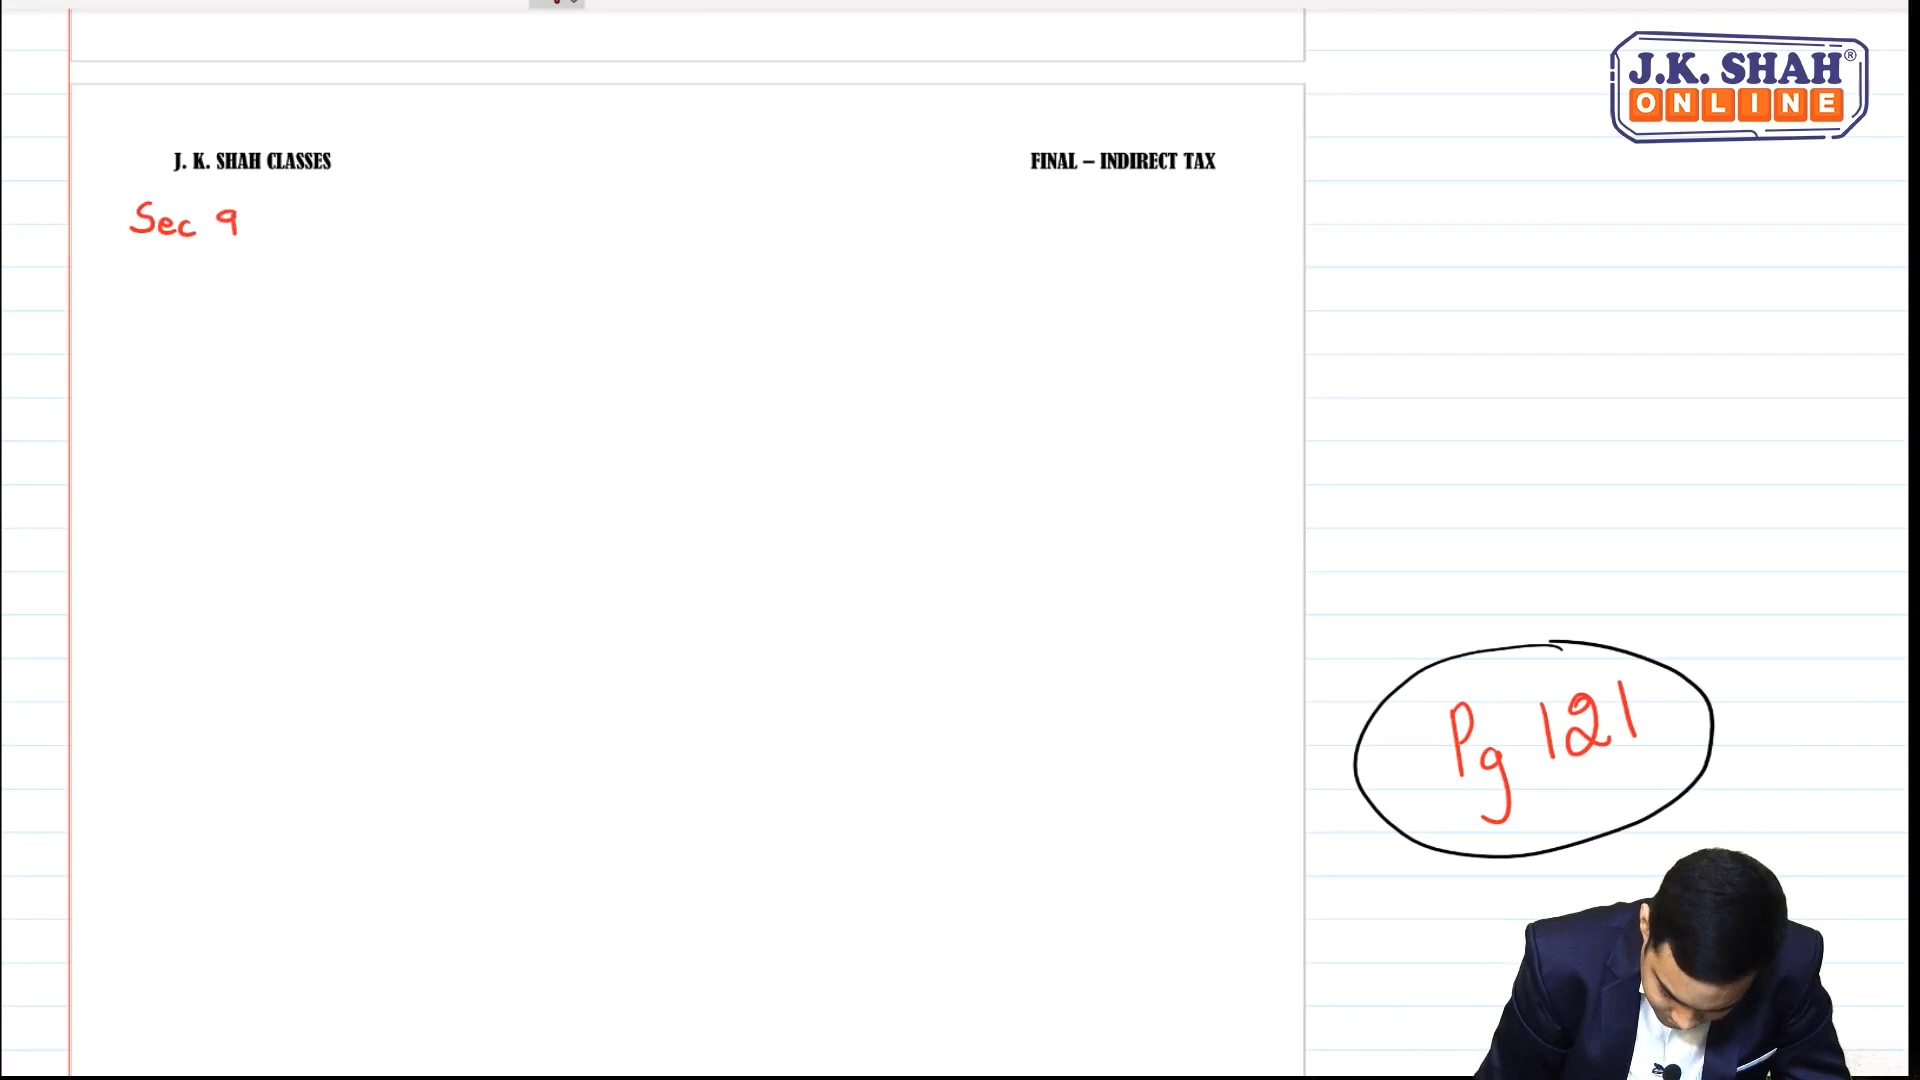 J.K. SHAH®
ONLINE
J. K. SHAH CLASSES
FINAL – INDIRECT TAX
Sec 9
Pg 121